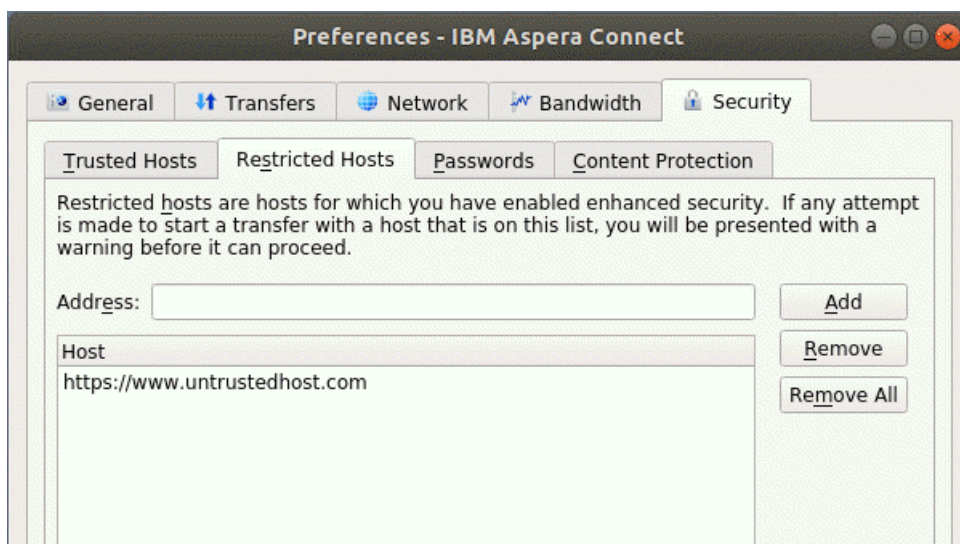 Preferences - IBM Aspera Connect
General Transfers Network Bandwidth Security
Trusted Hosts Restricted Hosts Passwords Content Protection
Restricted hosts are hosts for which you have enabled enhanced security.  If any attempt
is made to start a transfer with a host that is on this list, you will be presented with a
warning before it can proceed.
Address: Add
Host Remove
https://www.untrustedhost.com
Remove All